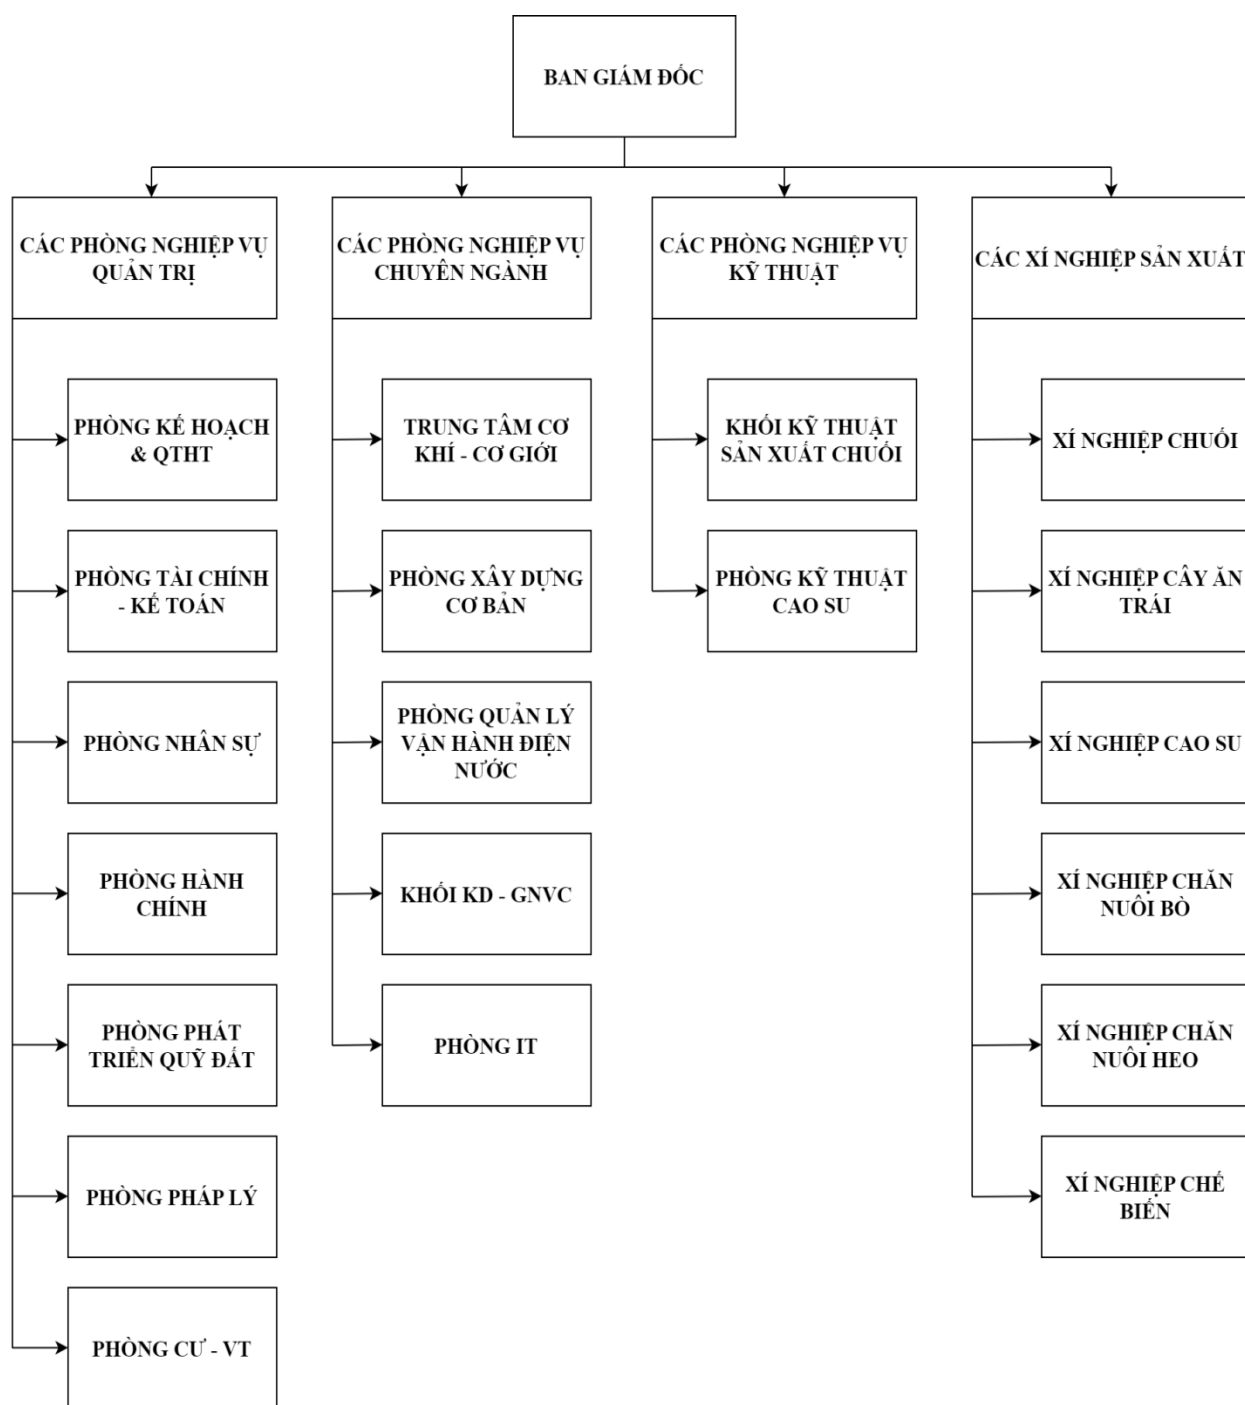 BAN GIÁM ĐỐC
CÁC PHÒNG NGHIỆP VỤ
QUẢN TRỊ
CÁC PHÒNG NGHIỆP VỤ
CHUYÊN NGÀNH
CÁC PHÒNG NGHIỆP VỤ
KỸ THUẬT
CÁC XÍ NGHIỆP SẢN XUẤT
PHÒNG KẾ HOẠCH
& QTHT
PHÒNG TÀI CHÍNH
- KẾ TOÁN
PHÒNG NHÂN SỰ
PHÒNG HÀNH
CHÍNH
PHÒNG PHÁT
TRIỂN QUỸ ĐẤT
PHÒNG PHÁP LÝ
PHÒNG CƯ - VT
TRUNG TÂM CƠ
KHÍ - CƠ GIỚI
PHÒNG XÂY DỰNG
CƠ BẢN
PHÒNG QUẢN LÝ
VẬN HÀNH ĐIỆN
NƯỚC
KHỐI KD - GNVC
PHÒNG IT
KHỐI KỸ THUẬT
SẢN XUẤT CHUỐI
PHÒNG KỸ THUẬT
CAO SU
XÍ NGHIỆP CHUỐI
XÍ NGHIỆP CÂY ĂN
TRÁI
XÍ NGHIỆP CAO SU
XÍ NGHIỆP CHĂN
NUÔI BÒ
XÍ NGHIỆP CHĂN
NUÔI HEO
XÍ NGHIỆP CHẾ
BIẾN